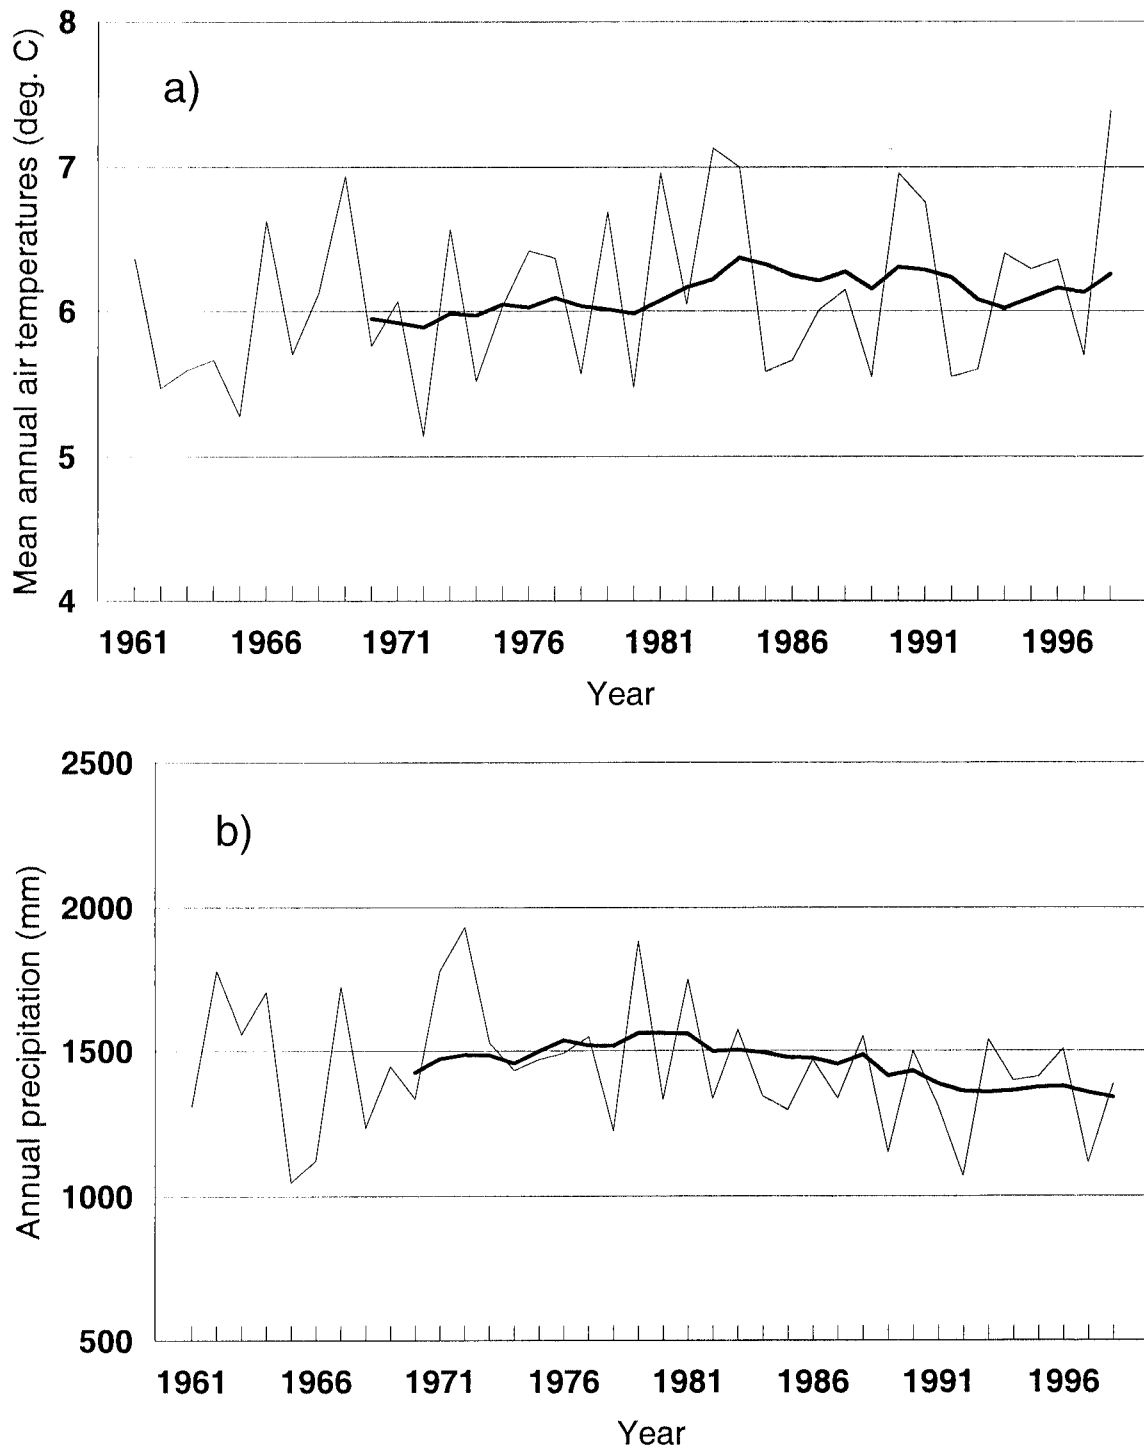 Mean annual air temperatures (deg. C)
8
7
6
5
4
a)
1961 1966 1971 1976 1981 1986 1991 1996
Year
Annual precipitation (mm)
2500
2000
1500
1000
500
b)
1961 1966 1971 1976 1981 1986 1991 1996
Year